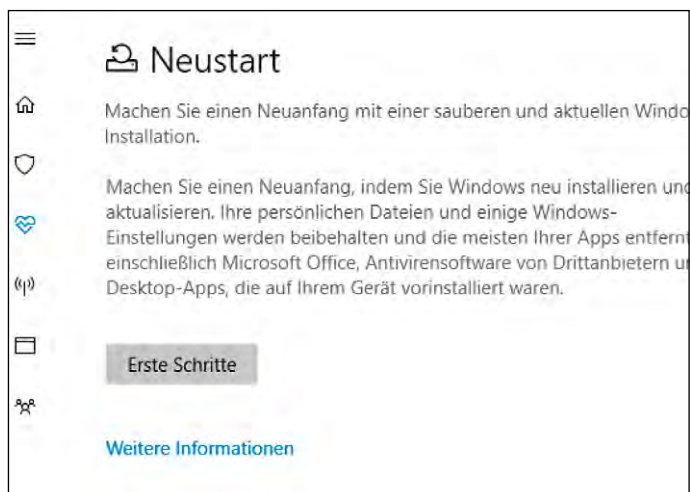 Neustart
Machen Sie einen Neuanfang mit einer sauberen und aktuellen
Installation.
Machen Sie einen Neuanfang, indem Sie Windows neu installieren
aktualisieren. Ihre persönlichen Dateien und einige Windows-
Einstellungen werden beibehalten und die meisten Ihrer Apps
einschließlich Microsoft Office, Antivirensoftware von Drittanbietern
Desktop-Apps, die auf Ihrem Gerät vorinstalliert waren.
Erste Schritte
Weitere Informationen